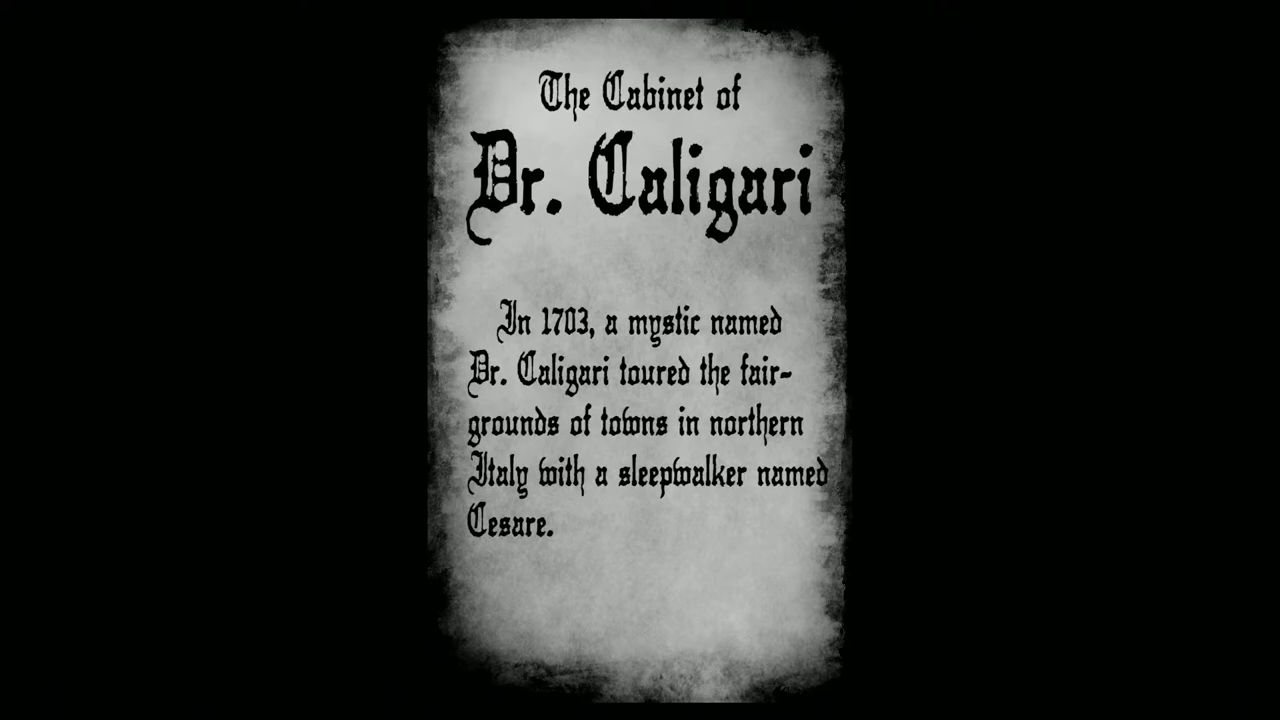 The Cabinet of
Dr. Caligari
In 1703, a mystic named
Dr. Caligari toured the fair-
grounds of towns in northern
Italy with a sleepwalker named
Cesare.